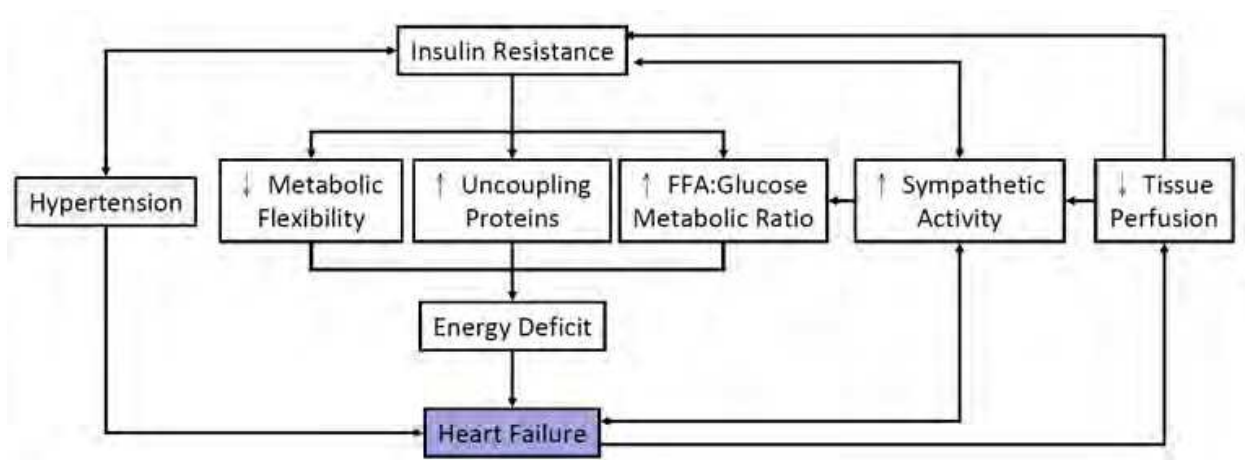 Insulin Resistance
Hypertension
↓ Metabolic
Flexibility
↑ Uncoupling
Proteins
↑ FFA:Glucose
Metabolic Ratio
↑ Sympathetic
Activity
↓ Tissue
Perfusion
Energy Deficit
Heart Failure